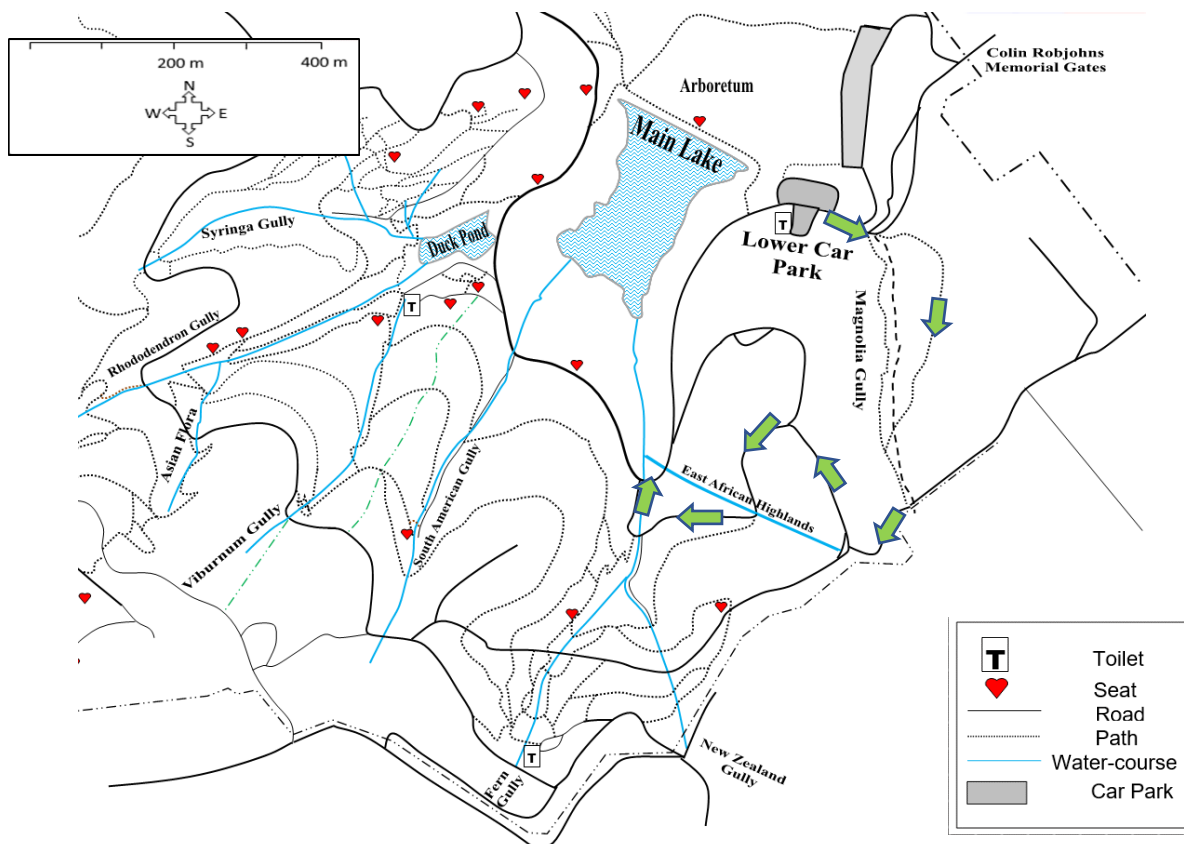 200 m
400 m
N
W
E
S
Colin Robjohns
Memorial Gates
Arboretum
Main Lake
T
Lower Car
Park
Syringa Gully
Duck Pond
T
Rhododendron Gully
Magnolia Gully
Asian Flora
South American Gully
East African Highlands
Viburnum Gully
T
Fern
Gully
New Zealand
Gully
T
Toilet
Seat
Road
Path
Water-course
Car Park